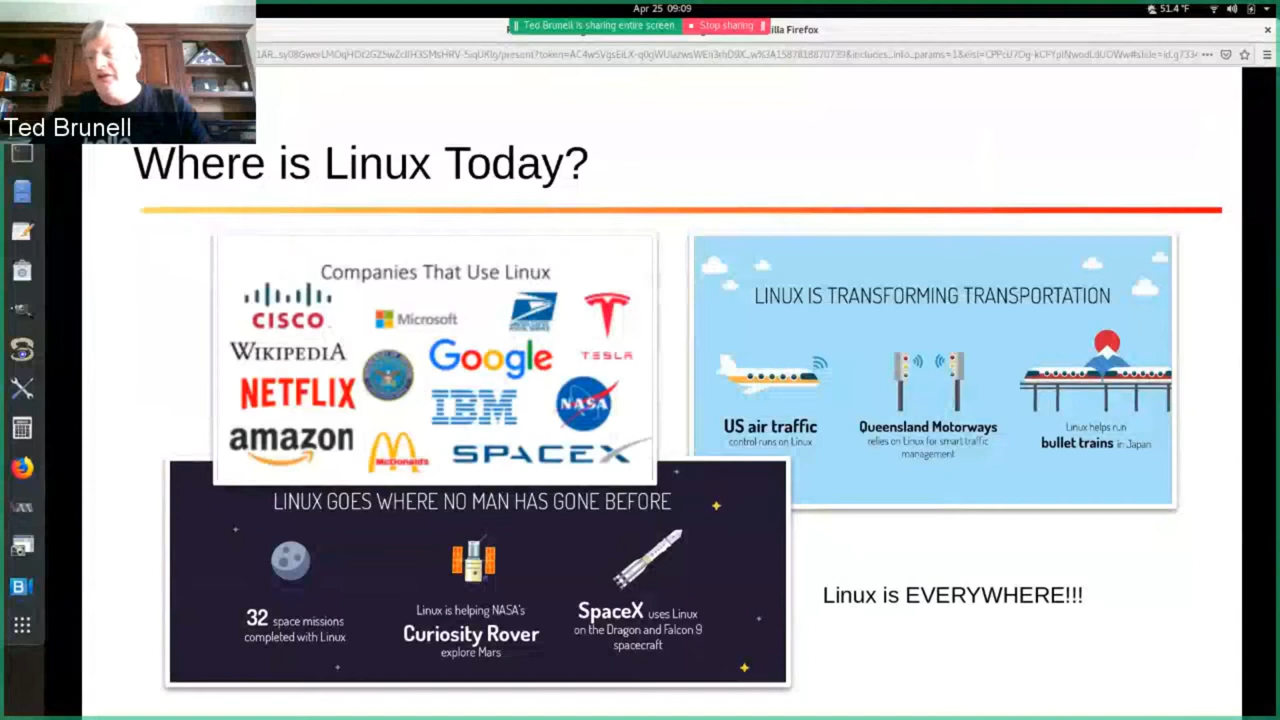 Apr 25 09:09
51.4 °F
Ted Brunell is sharing entire screen
Stop sharing
illa Firefox
Ted Brunell
Where is Linux Today?
Companies That Use Linux
CISCO
Microsoft
TESLA
WIKIPEDIA
Google
NETFLIX
IBM
NASA
amazon
McDonald's
SPACEX
LINUX IS TRANSFORMING TRANSPORTATION
US air traffic
control runs on Linux
Queensland Motorways
relies on Linux for smart traffic
management
Linux helps run
bullet trains in Japan
LINUX GOES WHERE NO MAN HAS GONE BEFORE
32 space missions
completed with Linux
Linux is helping NASA's
Curiosity Rover
explore Mars
SpaceX uses Linux
on the Dragon and Falcon 9
spacecraft
Linux is EVERYWHERE!!!